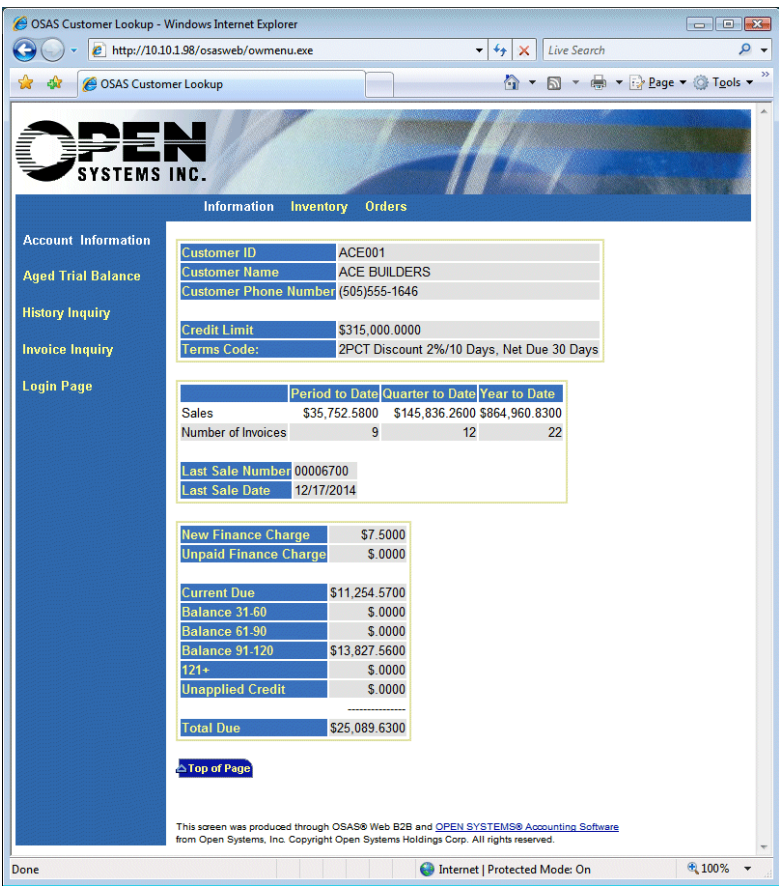 OSAS Customer Lookup - Windows Internet Explorer
http://10.10.1.98/osasweb/owmenu.exe
Live Search
OSAS Customer Lookup
Page
Tools
OPEN
SYSTEMS INC.
Information Inventory Orders
Account Information
Aged Trial Balance
History Inquiry
Invoice Inquiry
Login Page
Customer ID ACE001
Customer Name ACE BUILDERS
Customer Phone Number (505)555-1646
Credit Limit $315,000.0000
Terms Code: 2PCT Discount 2%/10 Days, Net Due 30 Days
Period to Date Quarter to Date Year to Date
Sales $35,752.5800 $145,836.2600 $864,960.8300
Number of Invoices 9 12 22
Last Sale Number 00006700
Last Sale Date 12/17/2014
New Finance Charge $7.5000
Unpaid Finance Charge $.0000
Current Due $11,254.5700
Balance 31-60 $.0000
Balance 61-90 $.0000
Balance 91-120 $13,827.5600
121+ $.0000
Unapplied Credit $.0000
---------------
Total Due $25,089.6300
Top of Page
This screen was produced through OSAS® Web B2B and OPEN SYSTEMS® Accounting Software
from Open Systems, Inc. Copyright Open Systems Holdings Corp. All rights reserved.
Done
Internet | Protected Mode: On
100%